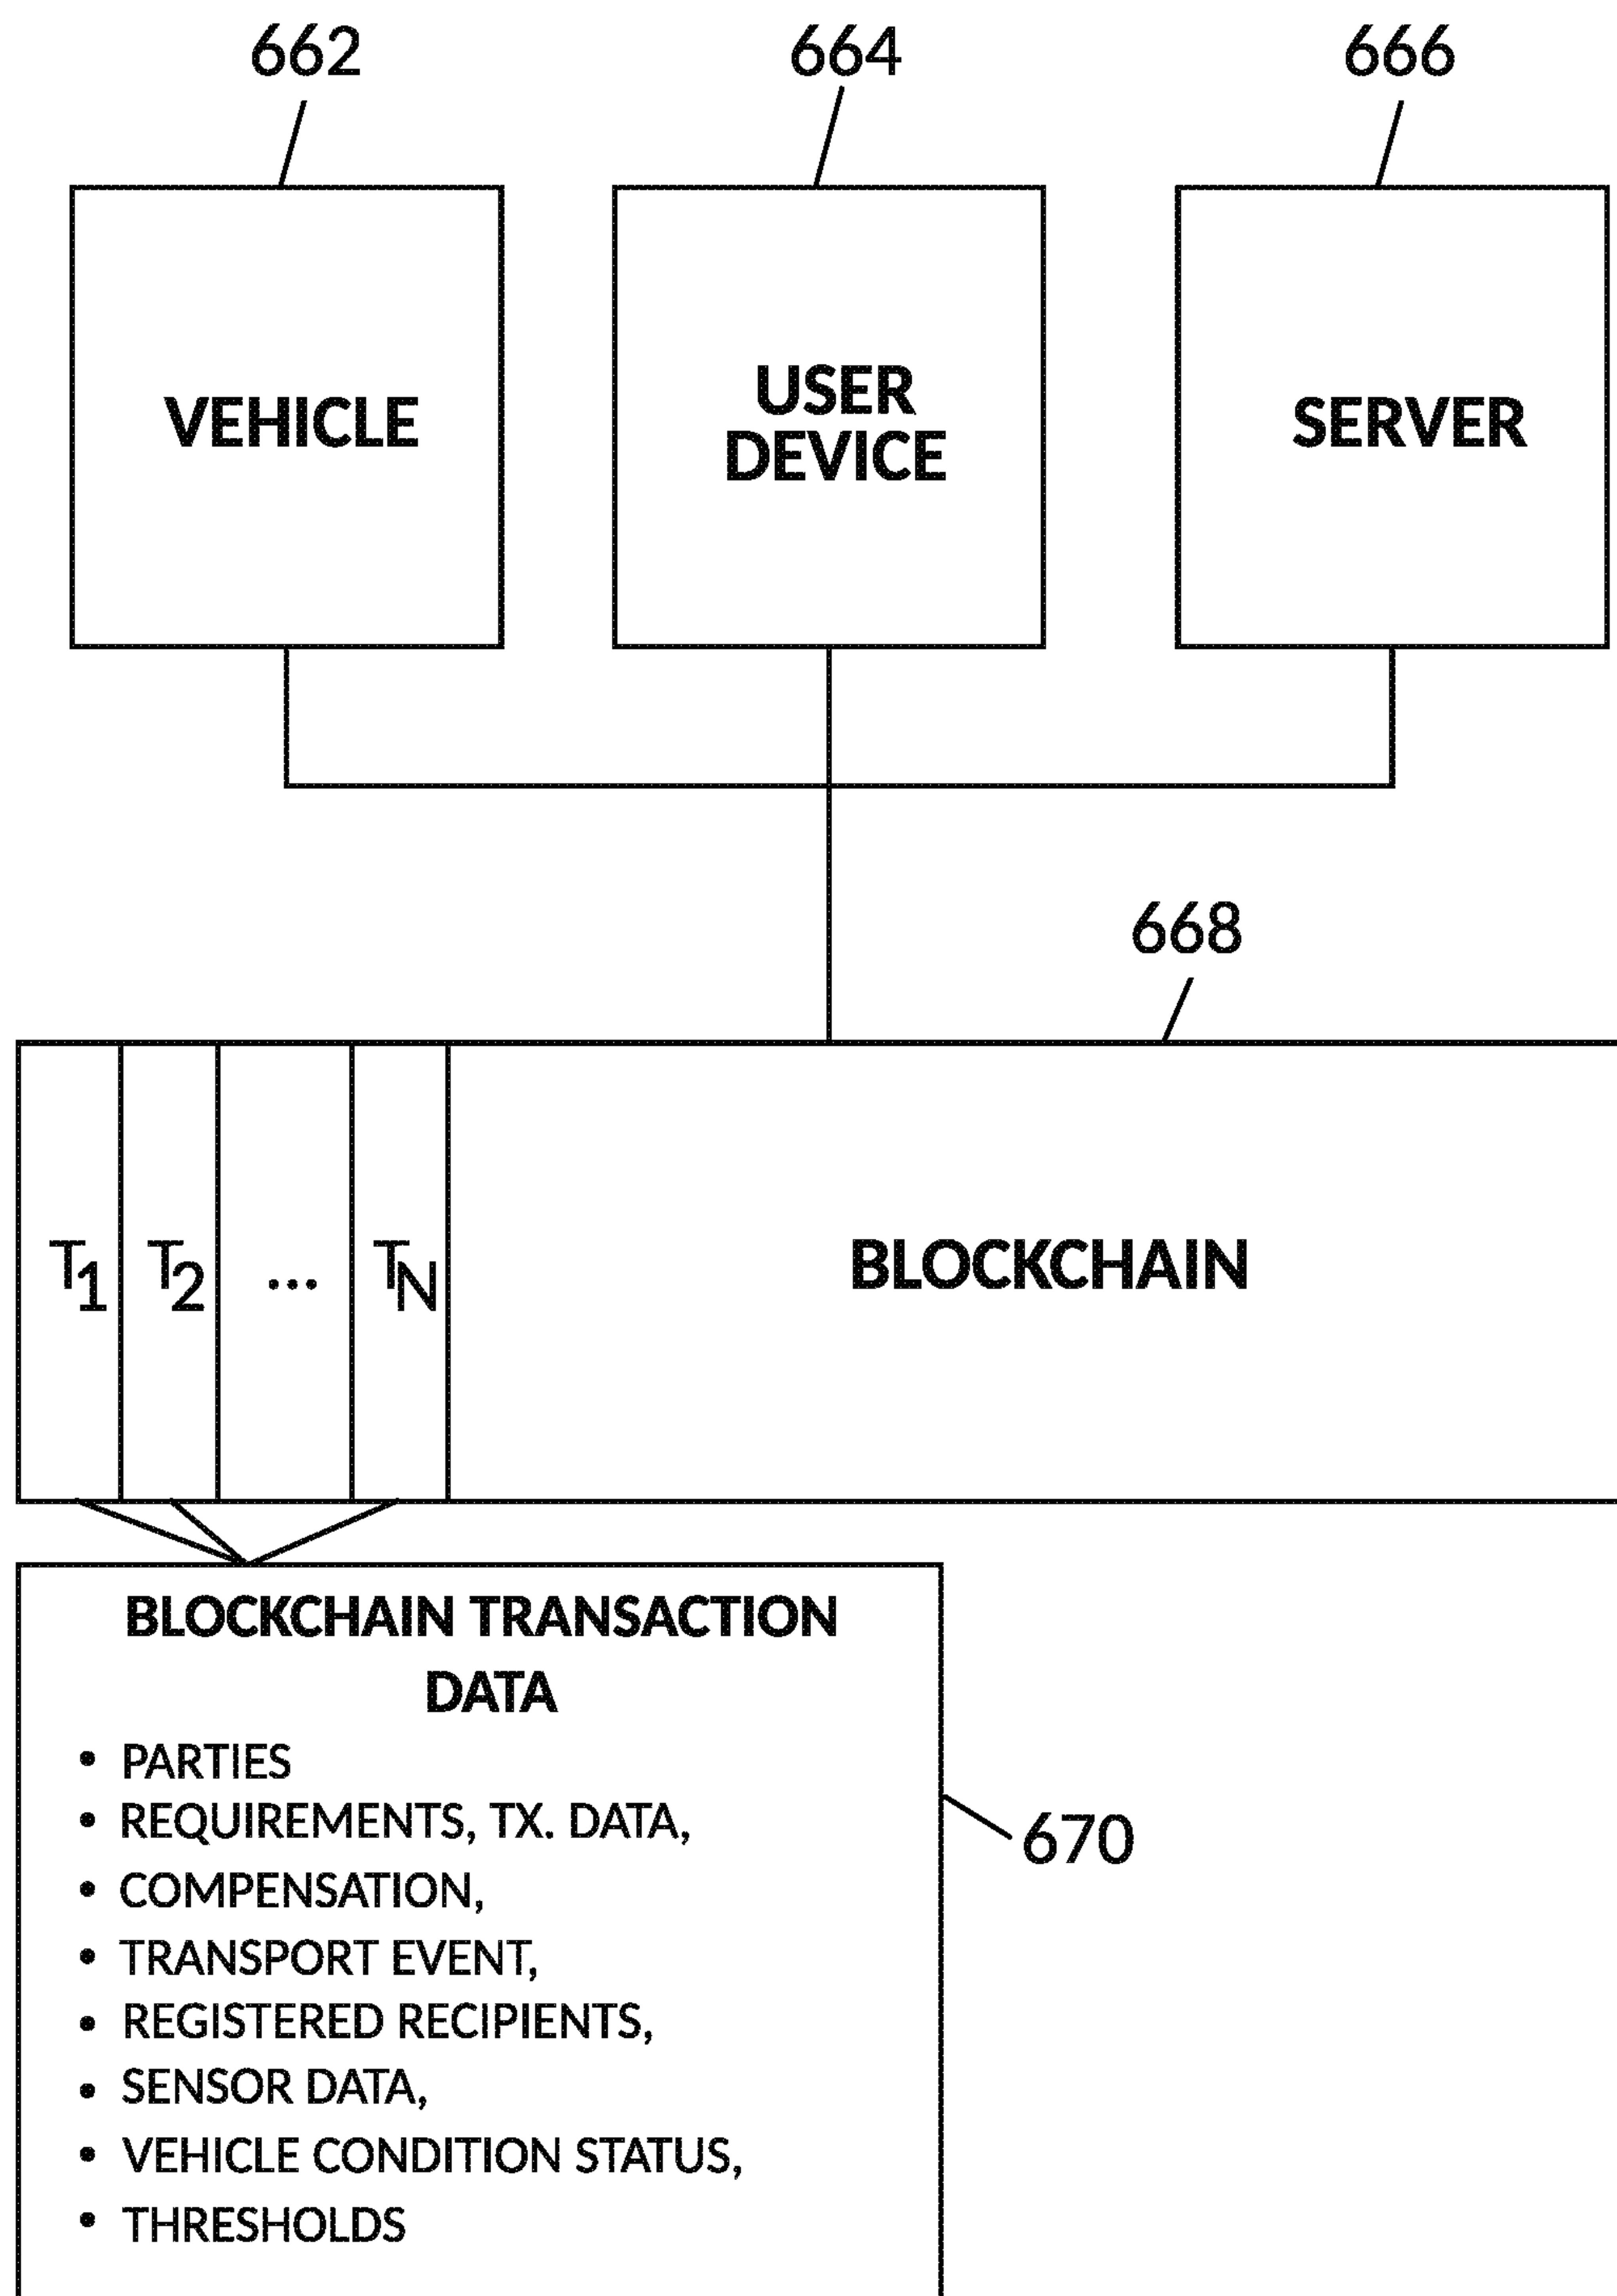 662
664
666
VEHICLE
USER
DEVICE
SERVER
668
T1
T2
...
TN
BLOCKCHAIN
BLOCKCHAIN TRANSACTION
DATA
• PARTIES
• REQUIREMENTS, TX. DATA,
• COMPENSATION,
• TRANSPORT EVENT,
• REGISTERED RECIPIENTS,
• SENSOR DATA,
• VEHICLE CONDITION STATUS,
• THRESHOLDS
670